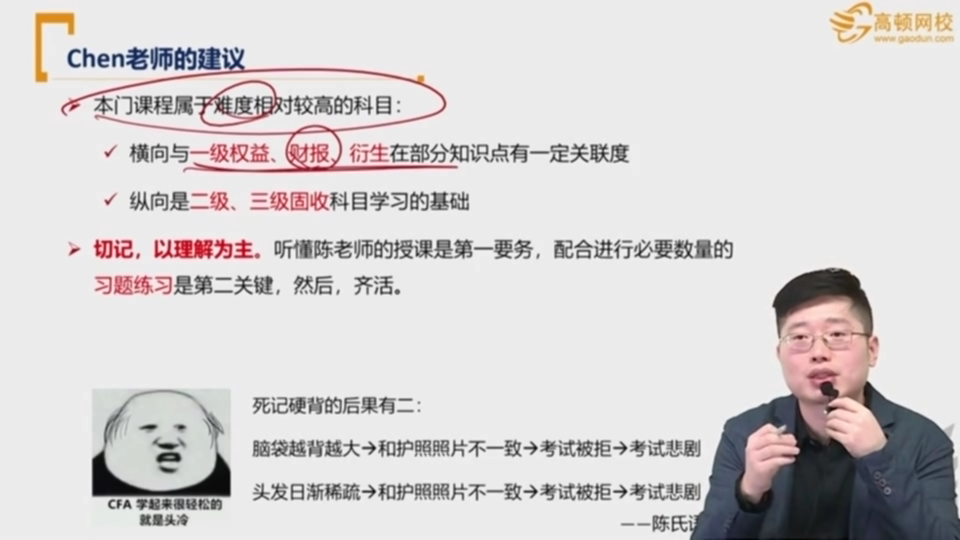 高顿网校
www.gaodun.com
Chen老师的建议
本门课程属于难度相对较高的科目：
横向与一级权益、财报、衍生在部分知识点有一定关联度
纵向是二级、三级固收科目学习的基础
切记，以理解为主。听懂陈老师的授课是第一要务，配合进行必要数量的
习题练习是第二关键，然后，齐活。
死记硬背的后果有二：
脑袋越背越大→和护照照片不一致→考试被拒→考试悲剧
头发日渐稀疏→和护照照片不一致→考试被拒→考试悲剧
——陈氏
CFA 学起来很轻松的
就是头冷